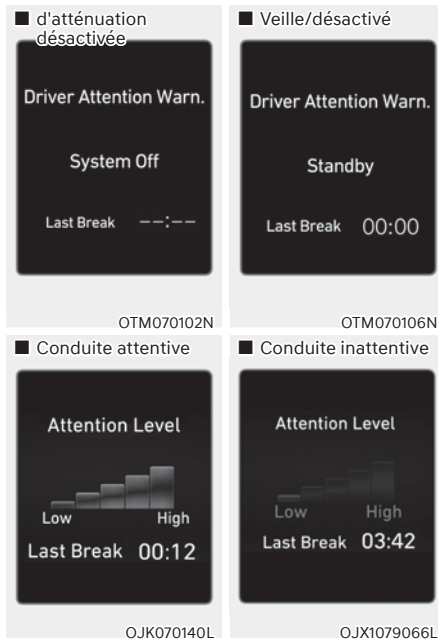 ■ d'atténuation
désactivée
Driver Attention Warn.
System Off
Last Break --:--
OTM070102N
■ Veille/désactivé
Driver Attention Warn.
Standby
Last Break 00:00
OTM070106N
■ Conduite attentive
Attention Level
Low High
Last Break 00:12
OJK070140L
■ Conduite inattentive
Attention Level
Low High
Last Break 03:42
OJX1079066L